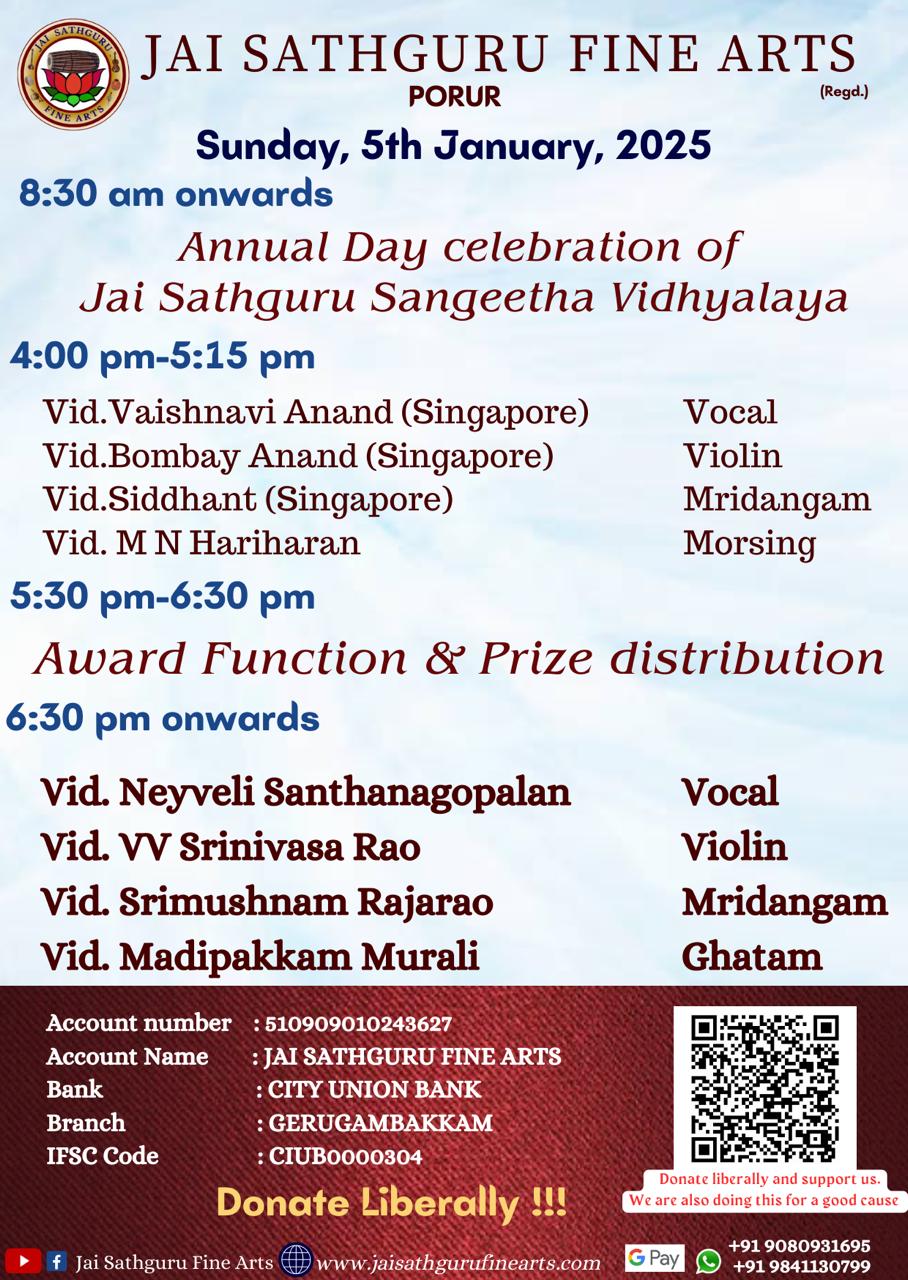 JAI SATHGURU FINE ARTS
JAI SATHGURU FINE ARTS
PORUR
(Regd.)
Sunday, 5th January, 2025
8:30 am onwards
Annual Day celebration of
Jai Sathguru Sangeetha Vidhyalaya
4:00 pm-5:15 pm
Vid.Vaishnavi Anand (Singapore) Vocal
Vid.Bombay Anand (Singapore) Violin
Vid.Siddhant (Singapore) Mridangam
Vid. M N Hariharan Morsing
5:30 pm-6:30 pm
Award Function & Prize distribution
6:30 pm onwards
Vid. Neyveli Santhanagopalan Vocal
Vid. VV Srinivasa Rao Violin
Vid. Srimushnam Rajarao Mridangam
Vid. Madipakkam Murali Ghatam
Account number : 510909010243627
Account Name : JAI SATHGURU FINE ARTS
Bank : CITY UNION BANK
Branch : GERUGAMBAKKAM
IFSC Code : CIUB0000304
Donate liberally and support us.
We are also doing this for a good cause
Donate Liberally !!!
Jai Sathguru Fine Arts www.jaisathgurufinearts.com G Pay +91 9080931695
+91 9841130799